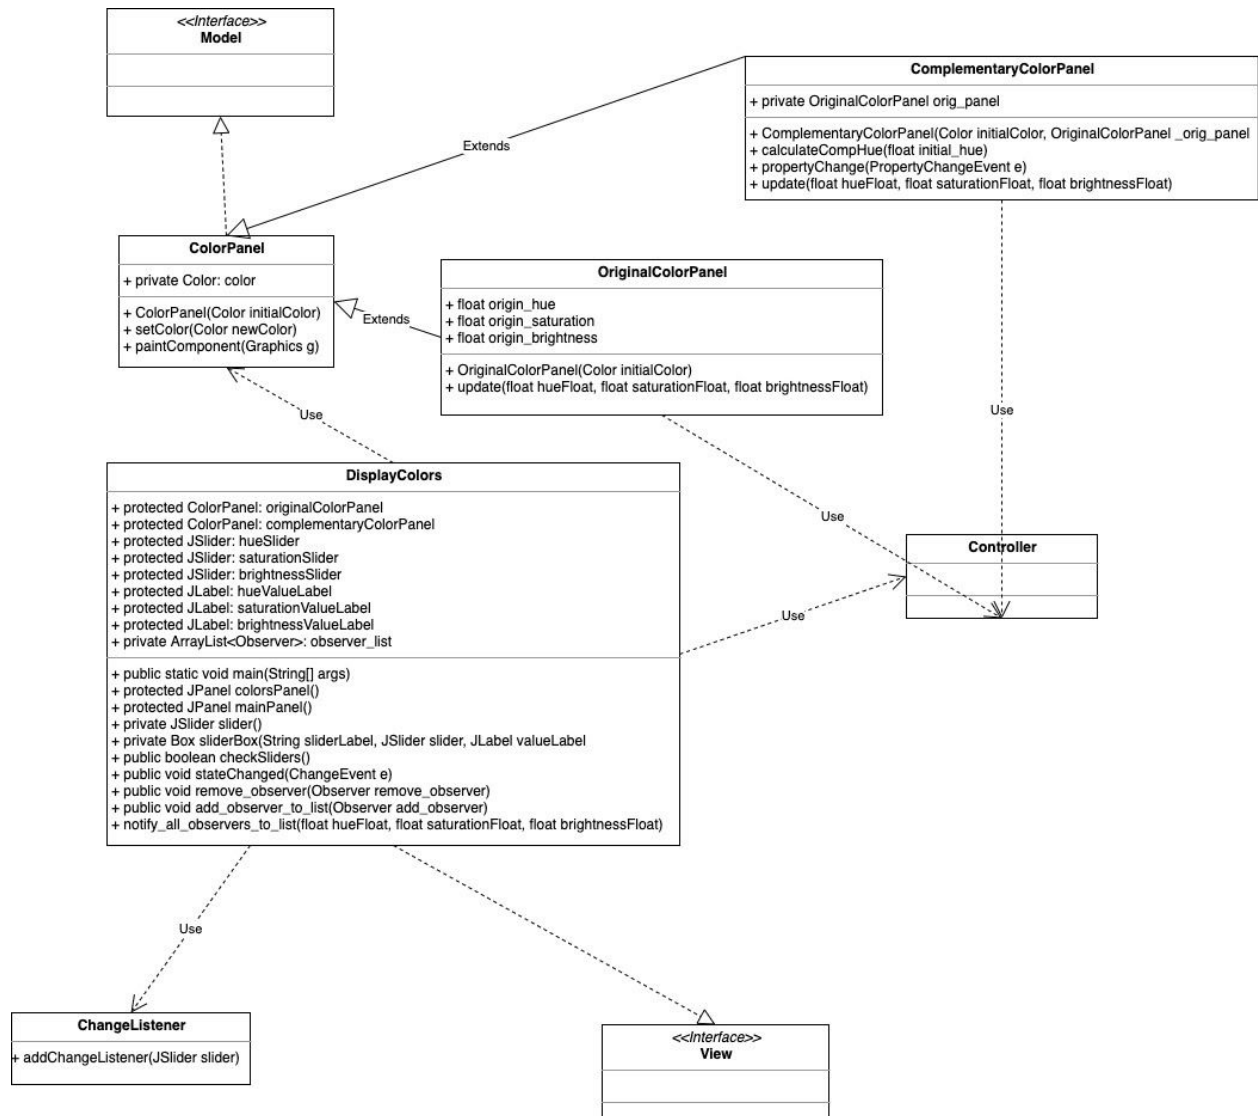 <<Interface>>
Model
ComplementaryColorPanel
+ private OriginalColorPanel orig_panel
+ ComplementaryColorPanel(Color initialColor, OriginalColorPanel _orig_panel
+ calculateCompHue(float initial_hue)
+ propertyChange(PropertyChangeEvent e)
+ update(float hueFloat, float saturationFloat, float brightnessFloat)
Extends
ColorPanel
+ private Color: color
+ ColorPanel(Color initialColor)
+ setColor(Color newColor)
+ paintComponent(Graphics g)
Extends
OriginalColorPanel
+ float origin_hue
+ float origin_saturation
+ float origin_brightness
+ OriginalColorPanel(Color initialColor)
+ update(float hueFloat, float saturationFloat, float brightnessFloat)
Use
Use
Use
DisplayColors
+ protected ColorPanel: originalColorPanel
+ protected ColorPanel: complementaryColorPanel
+ protected JSlider: hueSlider
+ protected JSlider: saturationSlider
+ protected JSlider: brightnessSlider
+ protected JLabel: hueValueLabel
+ protected JLabel: saturationValueLabel
+ protected JLabel: brightnessValueLabel
+ private ArrayList<Observer>: observer_list
+ public static void main(String[] args)
+ protected JPanel colorsPanel()
+ protected JPanel mainPanel()
+ private JSlider slider()
+ private Box sliderBox(String sliderLabel, JSlider slider, JLabel valueLabel
+ public boolean checkSliders()
+ public void stateChanged(ChangeEvent e)
+ public void remove_observer(Observer remove_observer)
+ public void add_observer_to_list(Observer add_observer)
+ notify_all_observers_to_list(float hueFloat, float saturationFloat, float brightnessFloat)
Controller
Use
Use
ChangeListener
+ addChangeListener(JSlider slider)
<<Interface>>
View